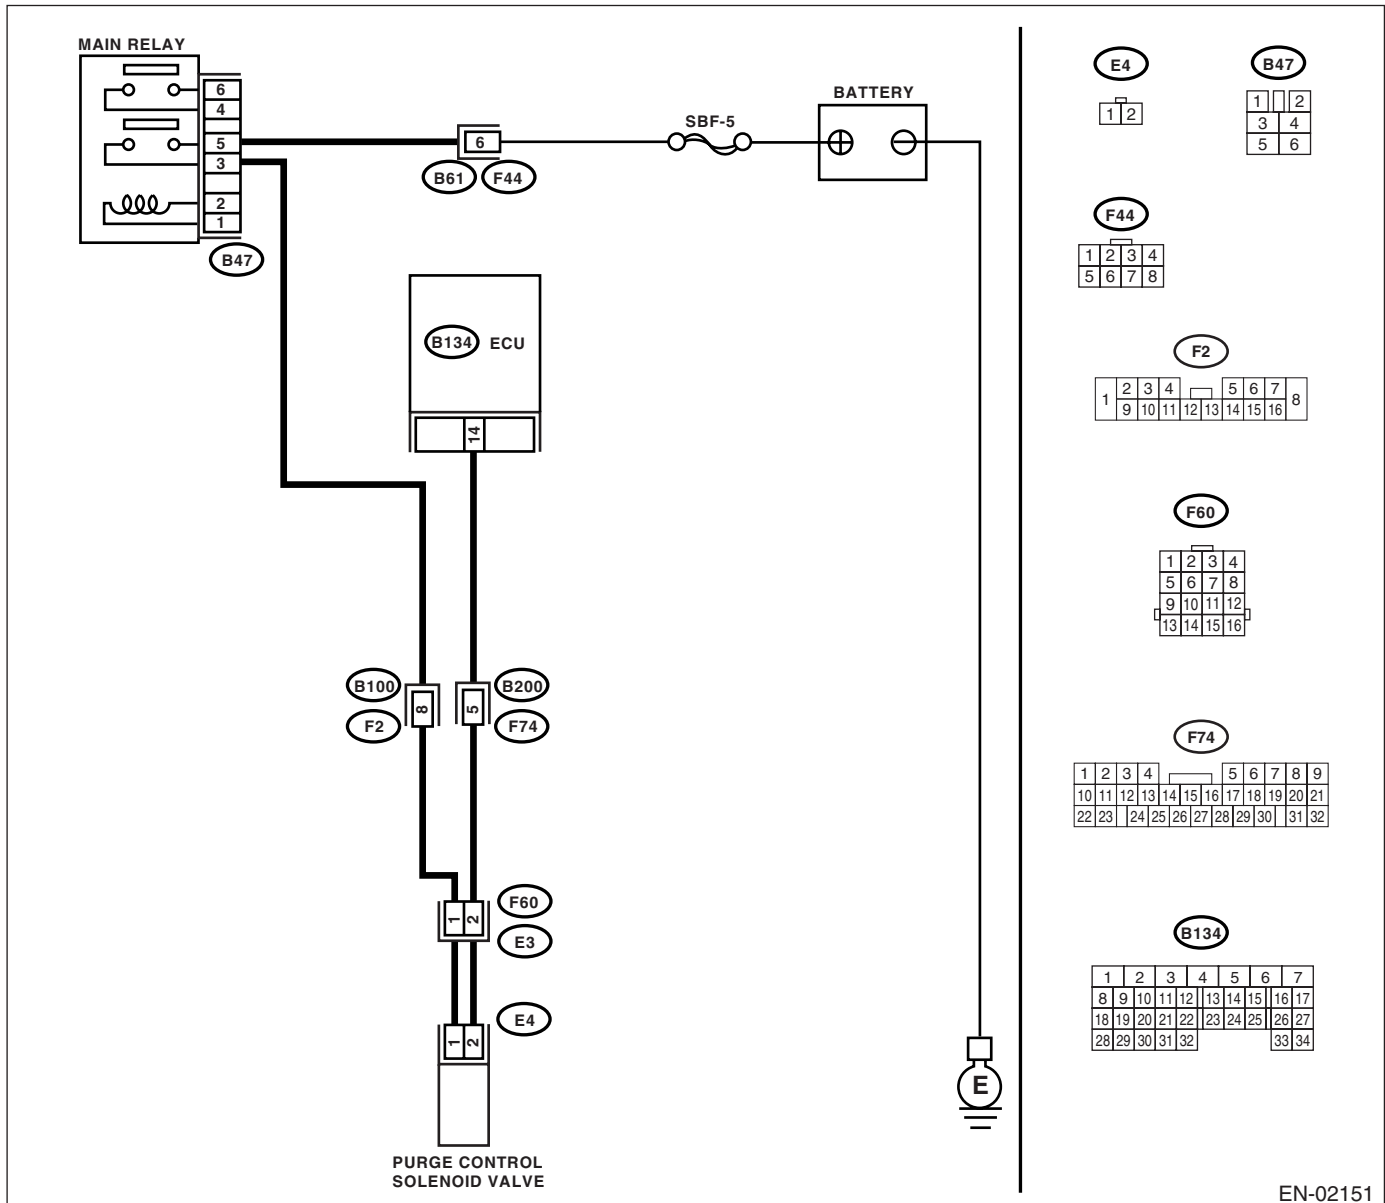 MAIN RELAY
6
4
5
3
2
1
B47
6
B61 F44
SBF-5
BATTERY
B134 ECU
14
B100
F2
8
5
B200
F74
1 2
F60
E3
1 2
E4
PURGE CONTROL
SOLENOID VALVE
E
E4
1 2
B47
1 2
3 4
5 6
F44
1 2 3 4
5 6 7 8
F2
1 2 3 4 5 6 7 8
9 10 11 12 13 14 15 16
F60
1 2 3 4
5 6 7 8
9 10 11 12
13 14 15 16
F74
1 2 3 4 5 6 7 8 9
10 11 12 13 14 15 16 17 18 19 20 21
22 23 24 25 26 27 28 29 30 31 32
B134
1 2 3 4 5 6 7
8 9 10 11 12 13 14 15 16 17
18 19 20 21 22 23 24 25 26 27
28 29 30 31 32 33 34
EN-02151